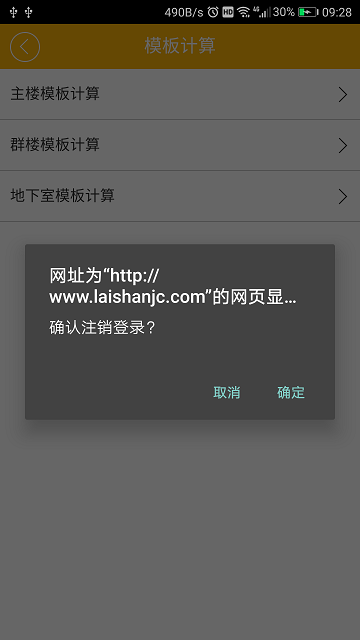 490B/s HD 4G 30% 09:28
模板计算
主楼模板计算
群楼模板计算
地下室模板计算
网址为“http://
www.laishanjc.com”的网页显…
确认注销登录?
取消 确定